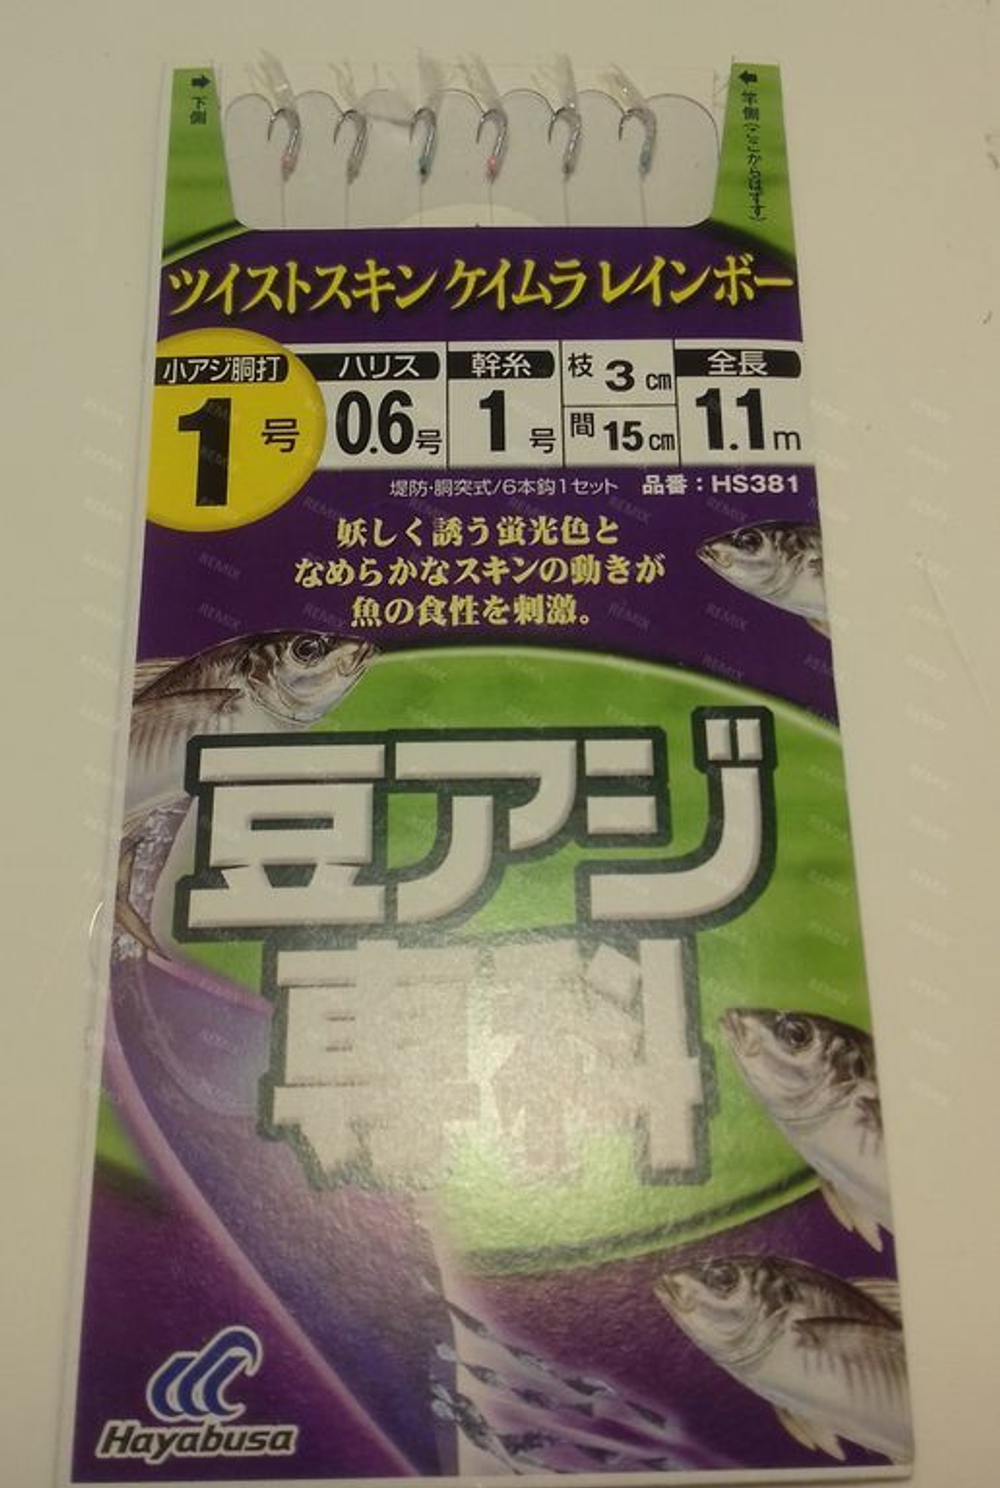 ➡下側
⬅竿側(ここからはずす)
ツイストスキン ケイムラ レインボー
小アジ胴打 1号
ハリス 0.6号
幹糸 1号
枝 3cm
間 15cm
全長 1.1m
堤防・胴突式/6本鈎1セット 品番：HS381
妖しく誘う蛍光色と
なめらかなスキンの動きが
魚の食性を刺激。
豆アジ
専科
Hayabusa
REMIX